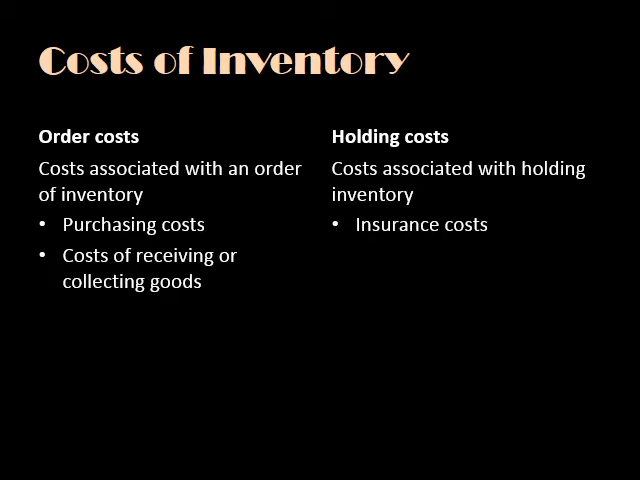 Costs of Inventory
Order costs
Costs associated with an order
of inventory
• Purchasing costs
• Costs of receiving or
collecting goods
Holding costs
Costs associated with holding
inventory
• Insurance costs